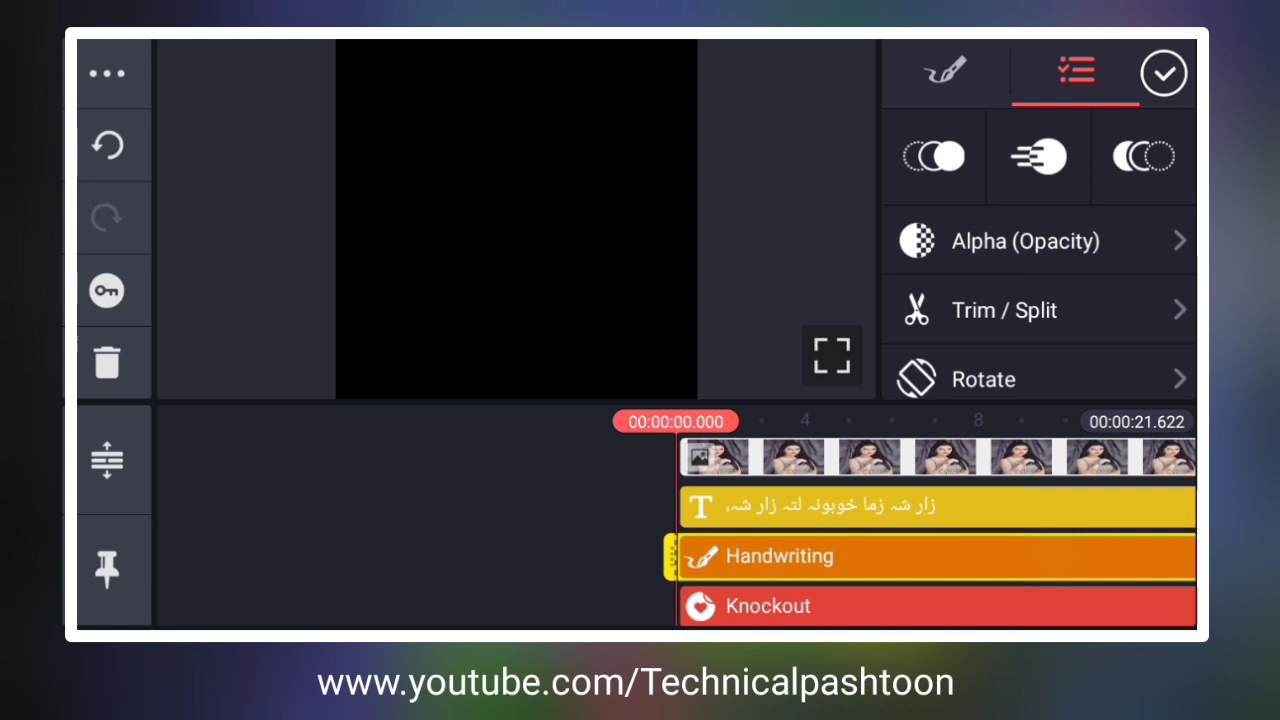 Alpha (Opacity)
Trim / Split
Rotate
00:00:00.000
4
8
00:00:21.622
زار شہ زما خوبونہ لتہ زار شہ،
Handwriting
Knockout
www.youtube.com/Technicalpashtoon